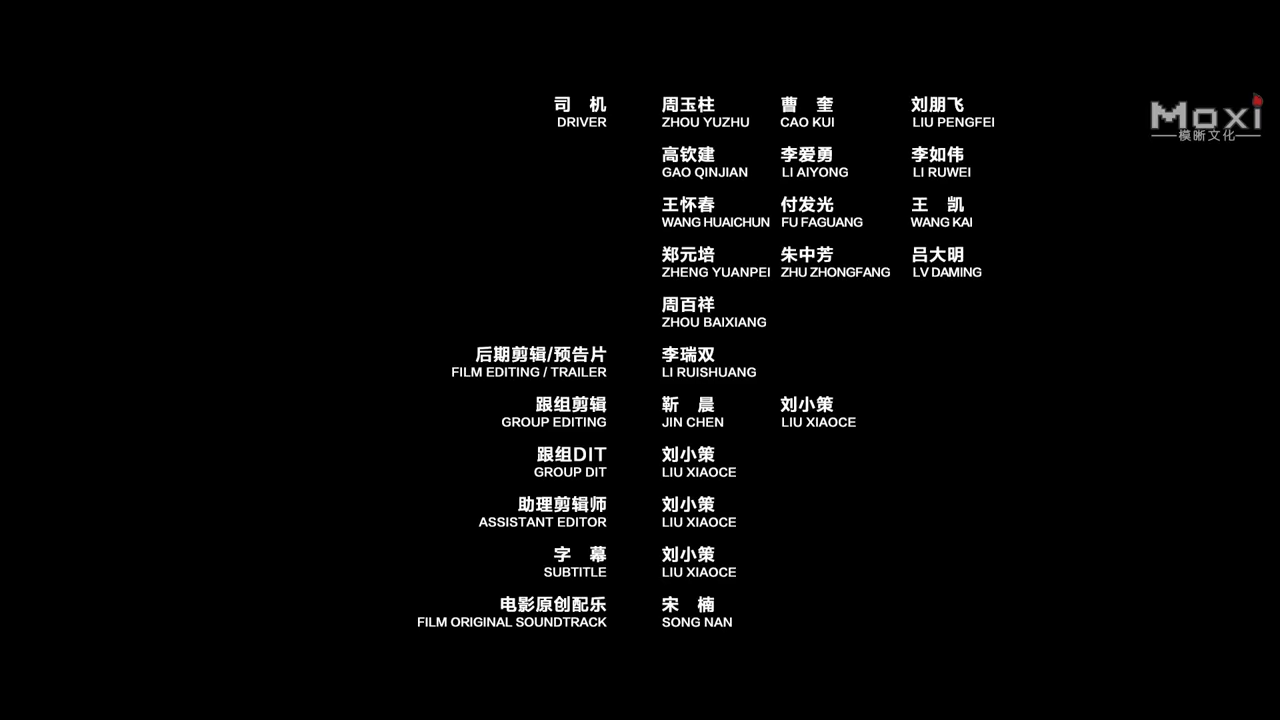 司 机 周玉柱 曹 奎 刘朋飞
DRIVER ZHOU YUZHU CAO KUI LIU PENGFEI
高钦建 李爱勇 李如伟
GAO QINJIAN LI AIYONG LI RUWEI
王怀春 付发光 王 凯
WANG HUAICHUN FU FAGUANG WANG KAI
郑元培 朱中芳 吕大明
ZHENG YUANPEI ZHU ZHONGFANG LV DAMING
周百祥
ZHOU BAIXIANG
后期剪辑/预告片 李瑞双
FILM EDITING / TRAILER LI RUISHUANG
跟组剪辑 靳 晨 刘小策
GROUP EDITING JIN CHEN LIU XIAOCE
跟组DIT 刘小策
GROUP DIT LIU XIAOCE
助理剪辑师 刘小策
ASSISTANT EDITOR LIU XIAOCE
字 幕 刘小策
SUBTITLE LIU XIAOCE
电影原创配乐 宋 楠
FILM ORIGINAL SOUNDTRACK SONG NAN
Moxi
模晰文化